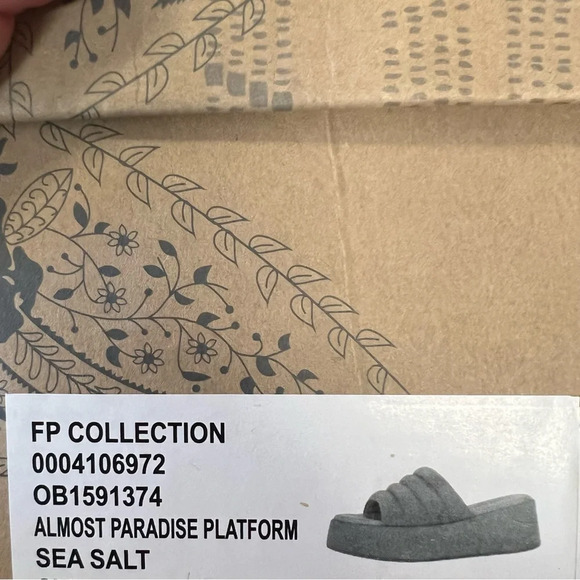 FP COLLECTION
0004106972
OB1591374
ALMOST PARADISE PLATFORM
SEA SALT